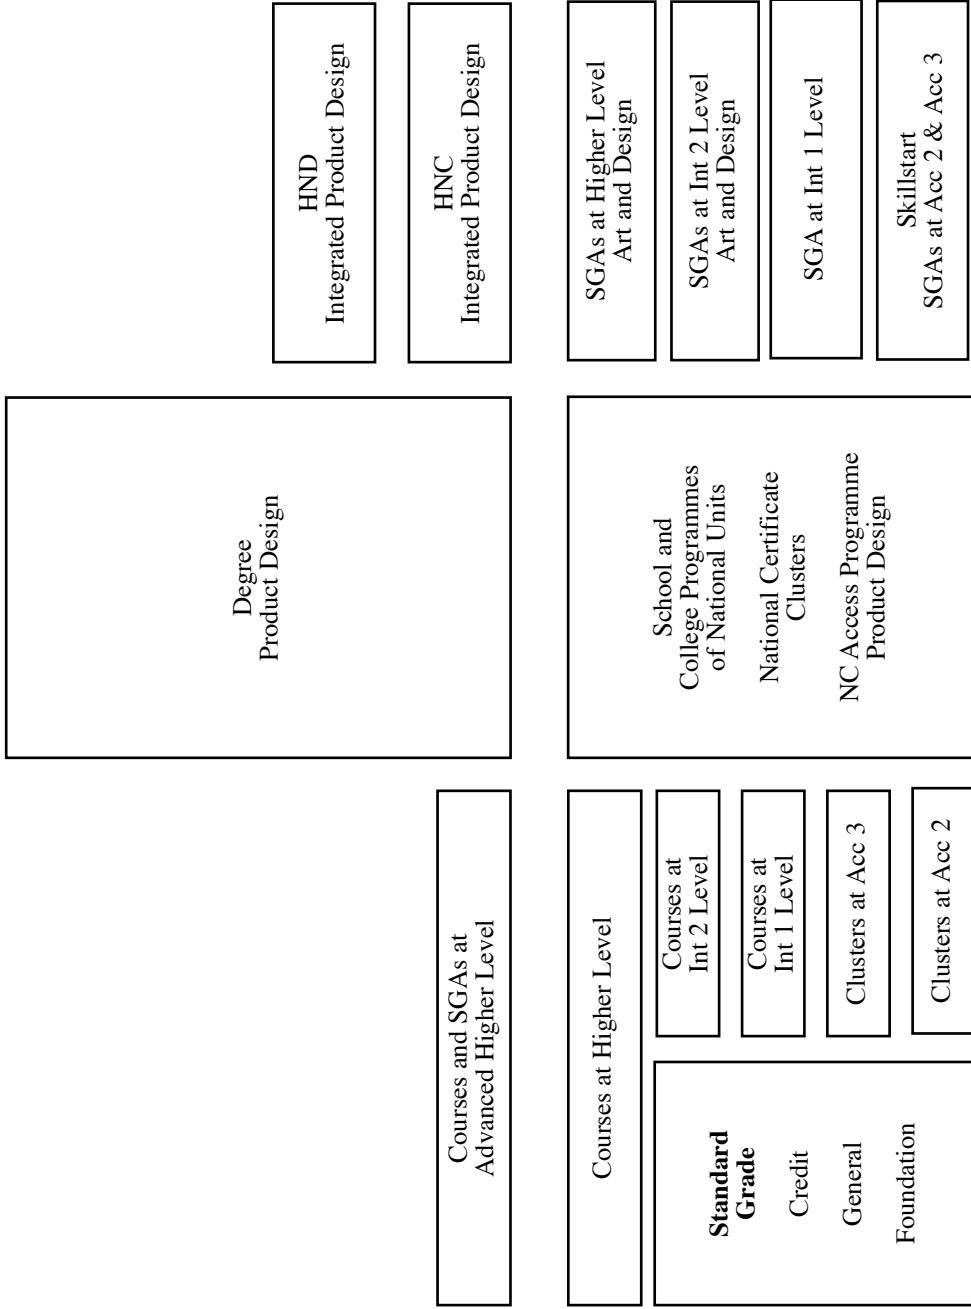 Courses and SGAs at
Advanced Higher Level
Courses at Higher Level
Standard
Grade
Credit
General
Foundation
Courses at
Int 2 Level
Courses at
Int 1 Level
Clusters at Acc 3
Clusters at Acc 2
Degree
Product Design
School and
College Programmes
of National Units
National Certificate
Clusters
NC Access Programme
Product Design
HND
Integrated Product Design
HNC
Integrated Product Design
SGAs at Higher Level
Art and Design
SGAs at Int 2 Level
Art and Design
SGA at Int 1 Level
Skillstart
SGAs at Acc 2 & Acc 3